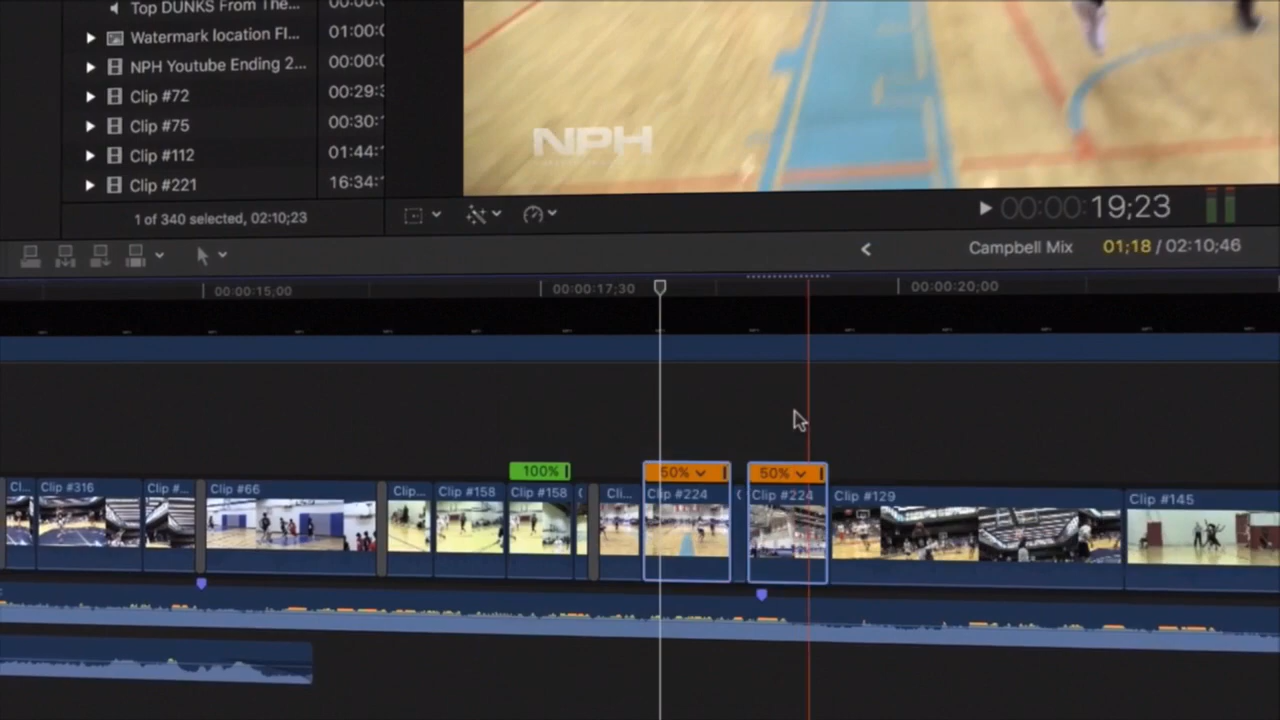 Top DUNKS From The...
Watermark location Fl...
01:00:0
NPH Youtube Ending 2...
00:00:
Clip #72
00:29:3
Clip #75
00:30:
Clip #112
01:44:
Clip #221
16:34:
1 of 340 selected, 02:10;23
NPH
00:00:19;23
Campbell Mix 01;18 / 02:10;46
00:00:15;00
00:00:17;30
00:00:20;00
100%
50%
50%
Cl...
Clip #316
Clip #...
Clip #66
Clip...
Clip #158
Clip #158
Cli...
Clip #224
Clip #224
Clip #129
Clip #145